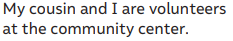 My cousin and I are volunteers
at the community center.